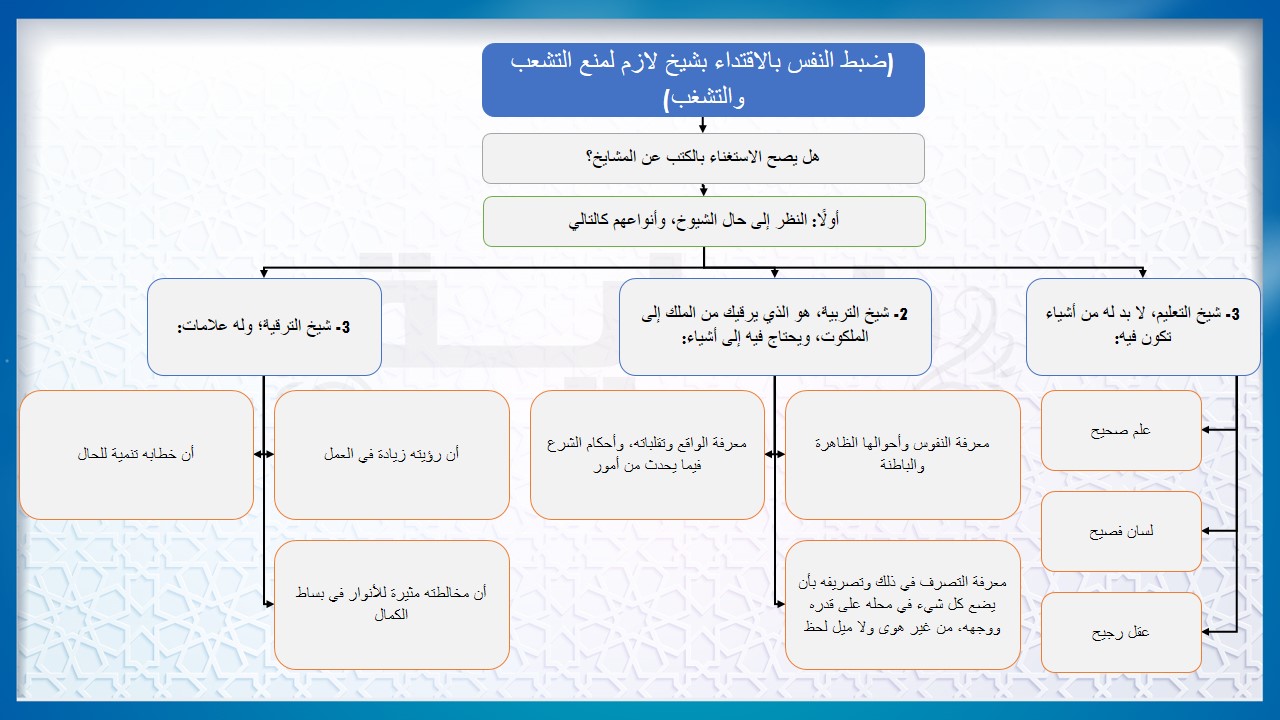 (ضبط النفس بالاقتداء بشيخ لازم لمنع التشعب
والتشغب)
هل يصح الاستغناء بالكتب عن المشايخ؟
أولًا: النظر إلى حال الشيوخ، وأنواعهم كالتالي
3- شيخ التعليم، لا بد له من أشياء
تكون فيه:
علم صحيح
لسان فصيح
عقل رجيح
2- شيخ التربية، هو الذي يرقيك من الملك إلى
الملكوت، ويحتاج فيه إلى أشياء:
معرفة النفوس وأحوالها الظاهرة
والباطنة
معرفة الواقع وتقلباته، وأحكام الشرع
فيما يحدث من أمور
معرفة التصرف في ذلك وتصريفه بأن
يضع كل شيء في محله على قدره
ووجهه، من غير هوى ولا ميل لحظ
3- شيخ الترقية؛ وله علامات:
أن رؤيته زيادة في العمل
أن خطابه تنمية للحال
أن مخالطته مثيرة للأنوار في بساط
الكمال